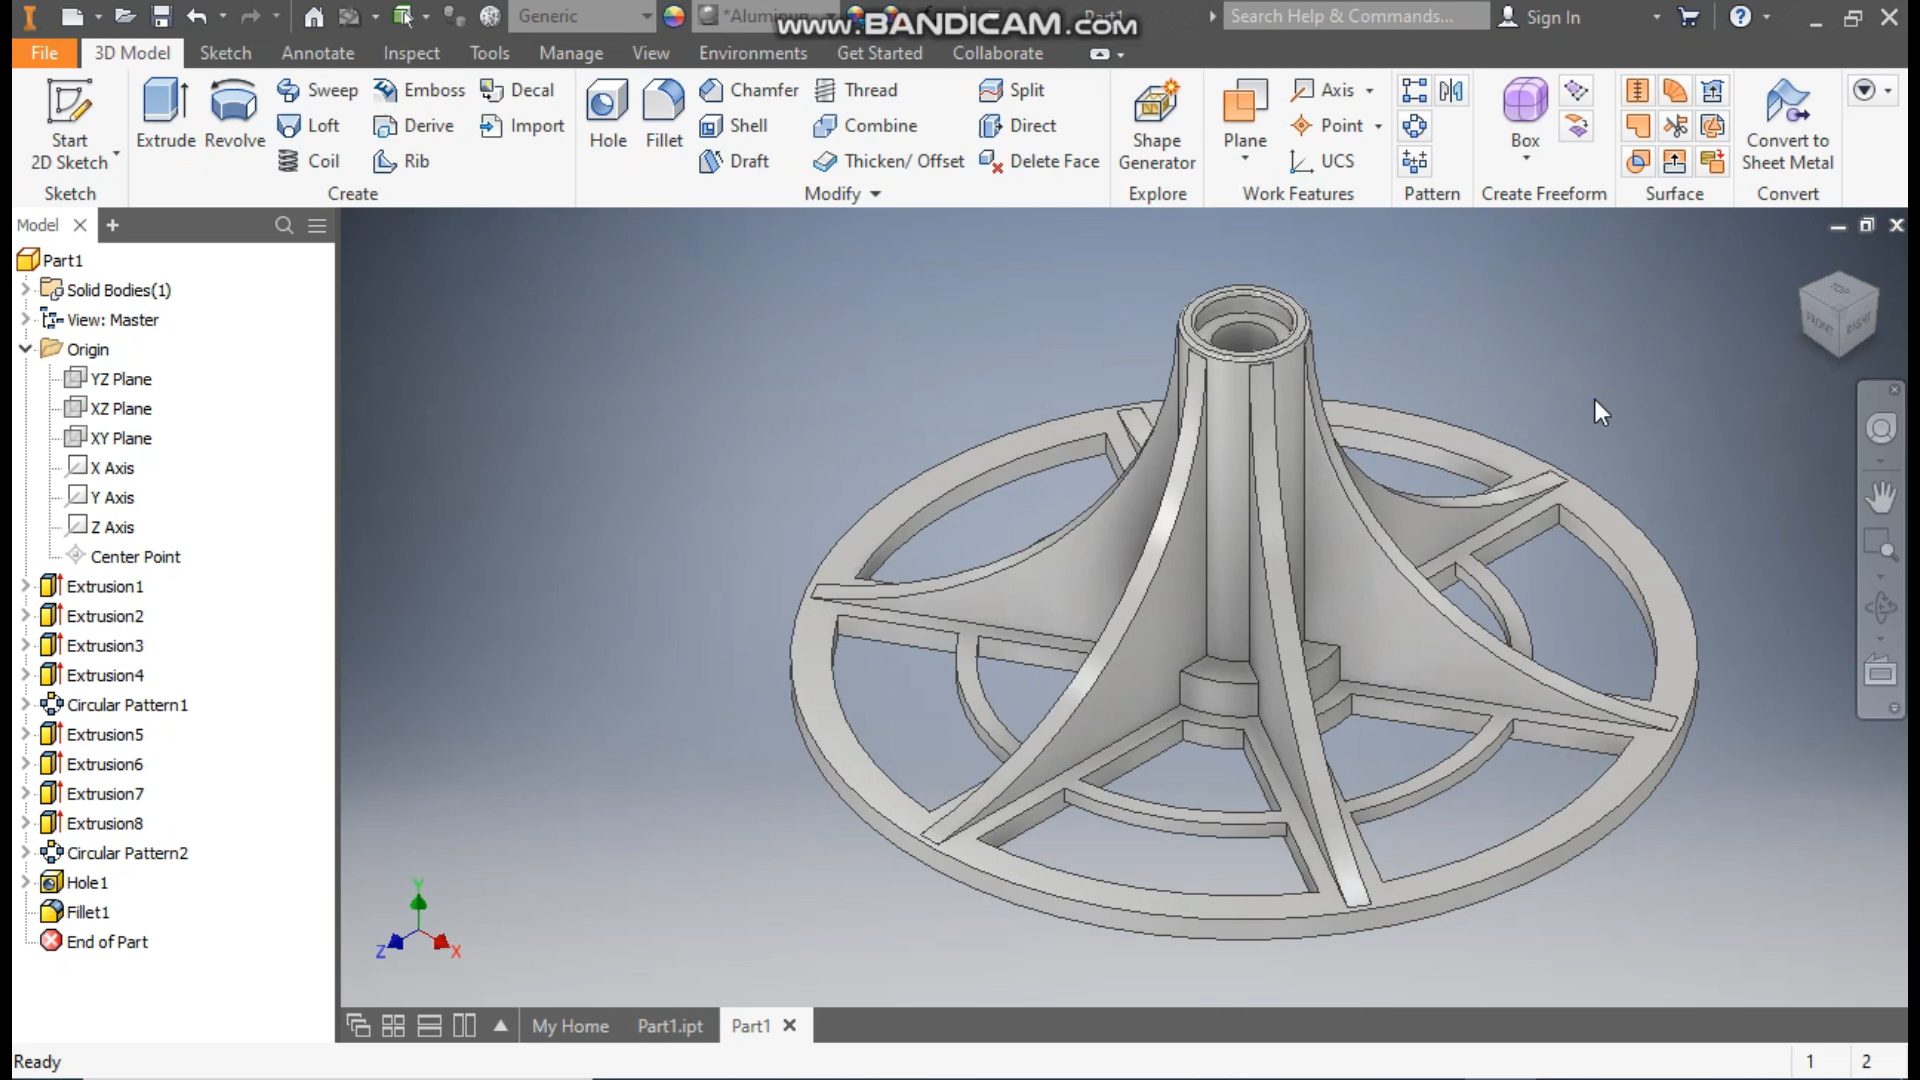 Generic
*Aluminu
www.BANDICAM.com
Part1
Search Help & Commands...
Sign In
File
3D Model
Sketch
Annotate
Inspect
Tools
Manage
View
Environments
Get Started
Collaborate
Start
2D Sketch
Sketch
Extrude
Revolve
Sweep
Loft
Coil
Emboss
Derive
Rib
Decal
Import
Create
Hole
Fillet
Chamfer
Shell
Draft
Thread
Combine
Thicken/ Offset
Split
Direct
Delete Face
Modify
Shape
Generator
Explore
Plane
Axis
Point
UCS
Work Features
Pattern
Box
Create Freeform
Surface
Convert to
Sheet Metal
Convert
Model
Part1
Solid Bodies(1)
View: Master
Origin
YZ Plane
XZ Plane
XY Plane
X Axis
Y Axis
Z Axis
Center Point
Extrusion1
Extrusion2
Extrusion3
Extrusion4
Circular Pattern1
Extrusion5
Extrusion6
Extrusion7
Extrusion8
Circular Pattern2
Hole1
Fillet1
End of Part
TOP
FRONT
RIGHT
Y
Z
X
My Home
Part1.ipt
Part1
Ready
1
2